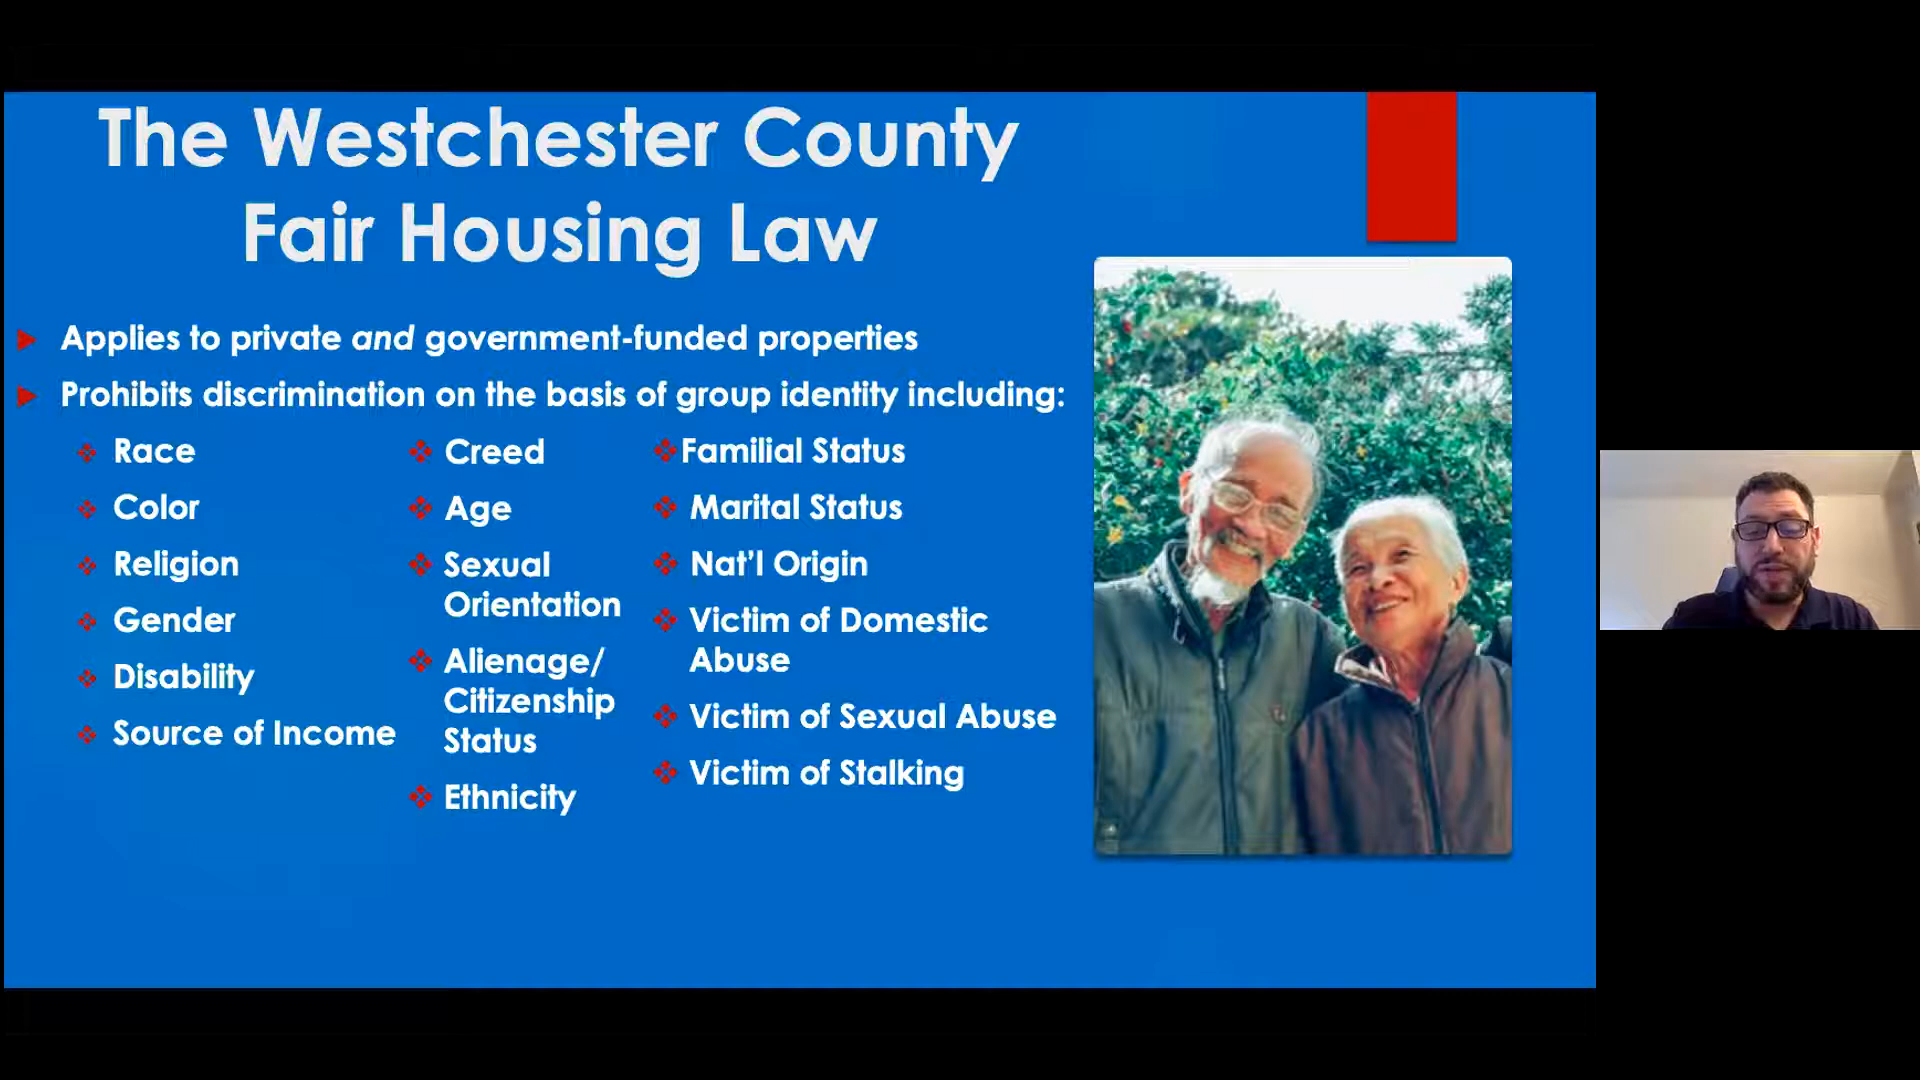 The Westchester County
Fair Housing Law
Applies to private and government-funded properties
Prohibits discrimination on the basis of group identity including:
Race
Color
Religion
Gender
Disability
Source of Income
Creed
Age
Sexual
Orientation
Alienage/
Citizenship
Status
Ethnicity
Familial Status
Marital Status
Nat’l Origin
Victim of Domestic
Abuse
Victim of Sexual Abuse
Victim of Stalking